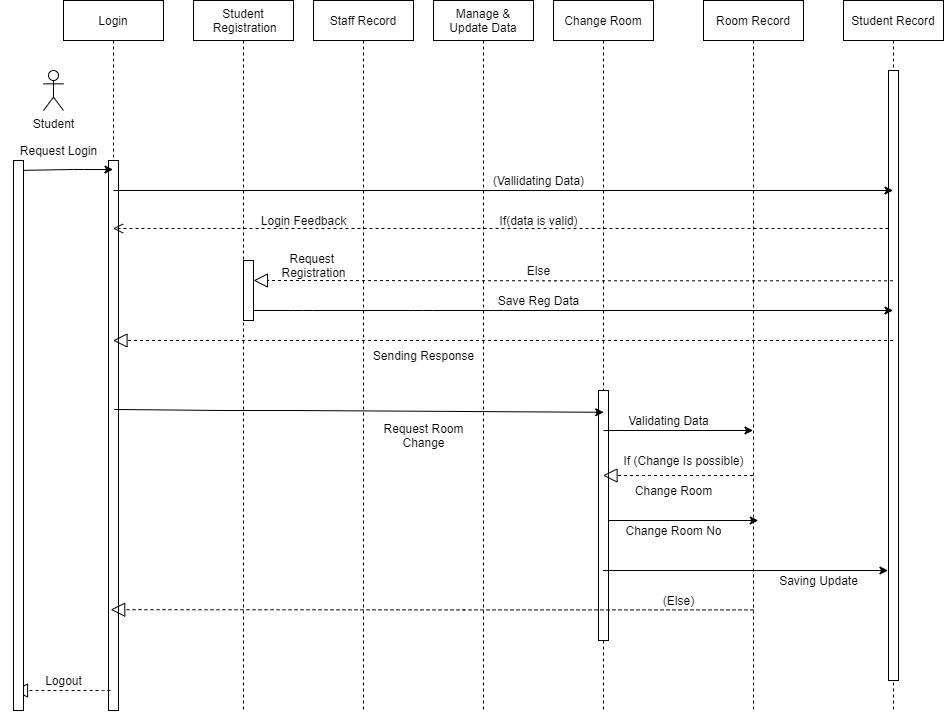 Login
Student
Registration
Staff Record
Manage &
Update Data
Change Room
Room Record
Student Record
Student
Request Login
(Vallidating Data)
Login Feedback
If(data is valid)
Request
Registration
Else
Save Reg Data
Sending Response
Request Room
Change
Validating Data
If (Change Is possible)
Change Room
Change Room No
Saving Update
(Else)
Logout